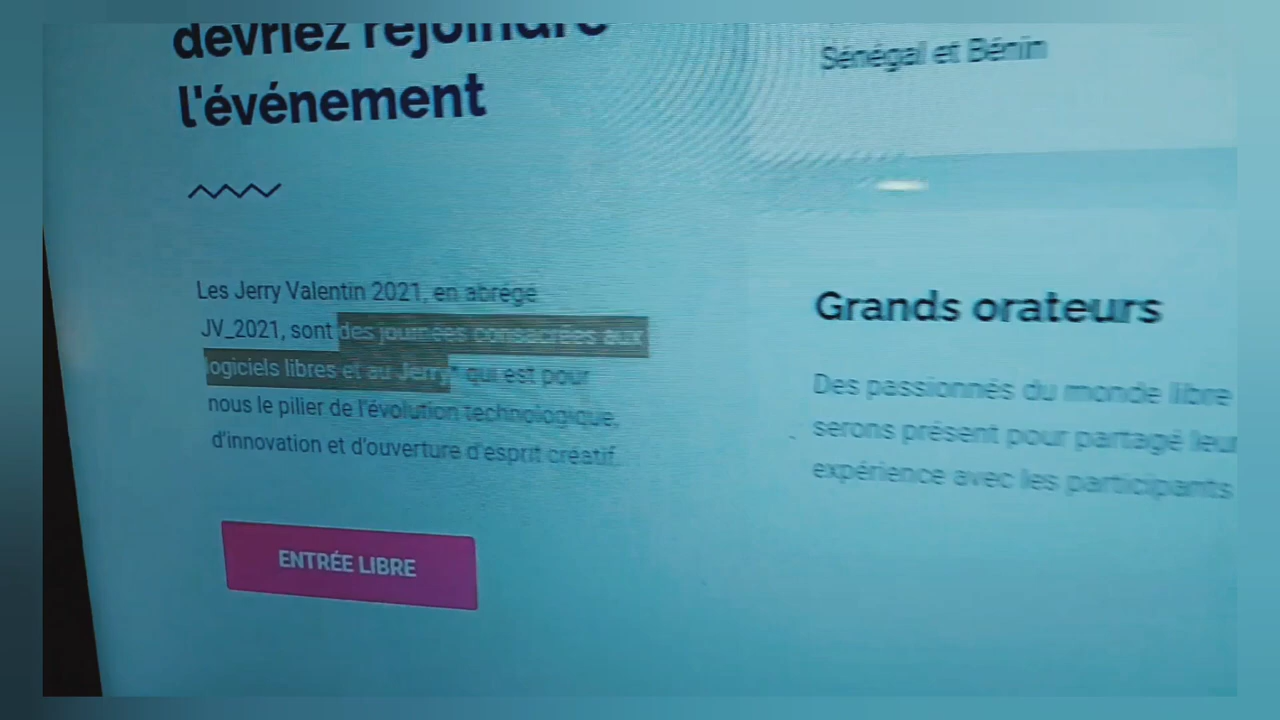 devriez rejoindre
l'événement
Les Jerry Valentin 2021, en abrégé
JV_2021, sont des journées consacrées aux
logiciels libres et au Jerry* qui est pour
nous le pilier de l'évolution technologique,
d'innovation et d'ouverture d'esprit créatif.
ENTRÉE LIBRE
Sénégal et Bénin
Grands orateurs
Des passionnés du monde libre
serons présent pour partagé leur
expérience avec les participants